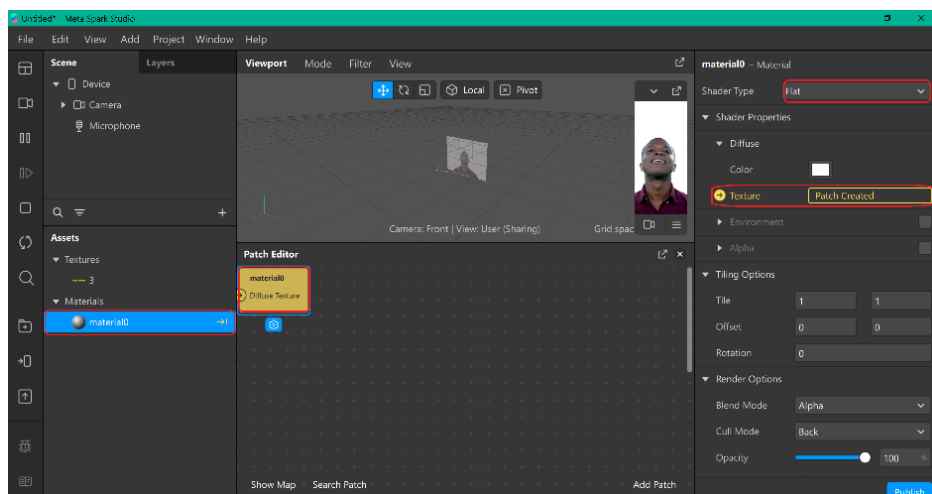 Untitled* - Meta Spark Studio
File Edit View Add Project Window Help
Scene Layers
Device
Camera
Microphone
Assets
Textures
3
Materials
material0
Viewport Mode Filter View
Local Pivot
Camera: Front | View: User (Sharing) Grid spac
Patch Editor
material0
Diffuse Texture
Show Map Search Patch Add Patch
material0 – Material
Shader Type Flat
Shader Properties
Diffuse
Color
Texture Patch Created
Environment
Alpha
Tiling Options
Tile 1 1
Offset 0 0
Rotation 0
Render Options
Blend Mode Alpha
Cull Mode Back
Opacity 100 %
Publish